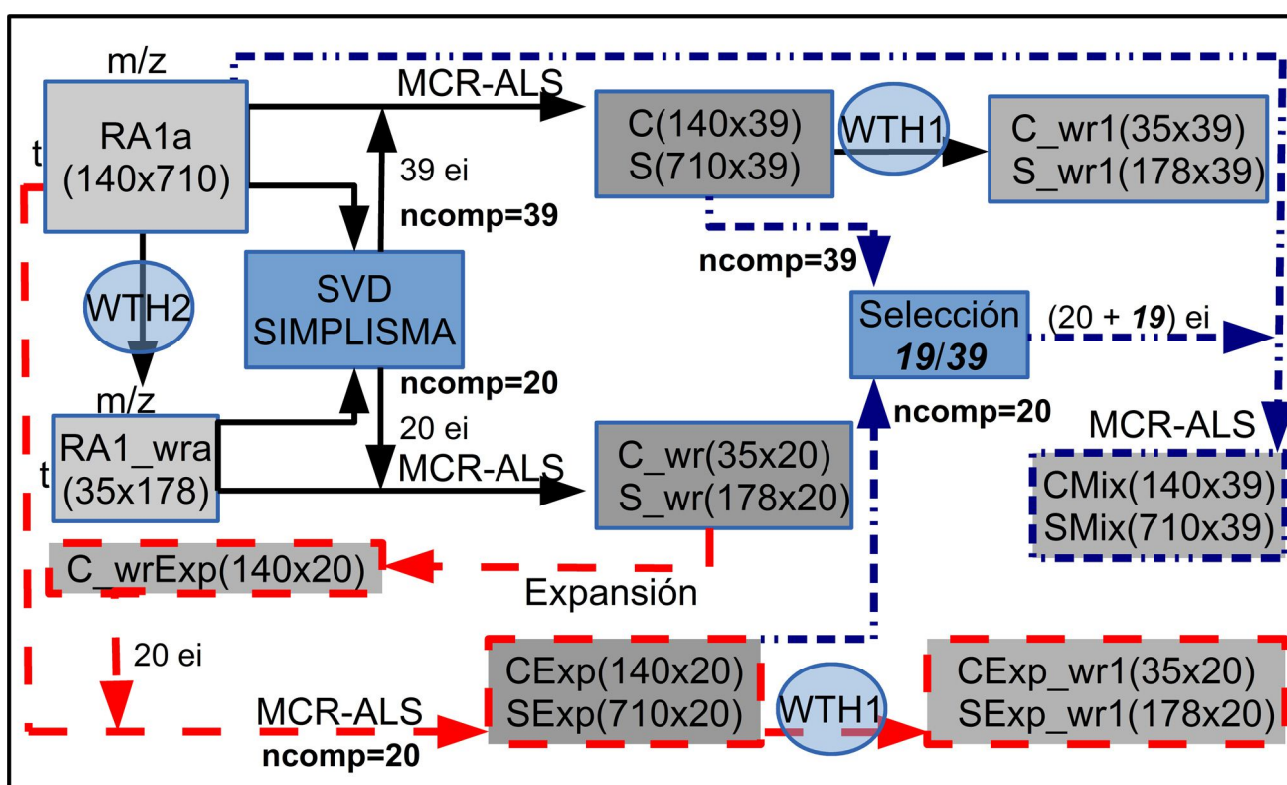 m/z
RA1a
(140x710)
t
MCR-ALS
39 ei
ncomp=39
C(140x39)
S(710x39)
WTH1
C_wr1(35x39)
S_wr1(178x39)
WTH2
SVD
SIMPLISMA
ncomp=39
Selección
19/39
(20 + 19) ei
ncomp=20
ncomp=20
m/z
RA1_wra
(35x178)
t
20 ei
MCR-ALS
C_wr(35x20)
S_wr(178x20)
MCR-ALS
CMix(140x39)
SMix(710x39)
C_wrExp(140x20)
Expansión
20 ei
MCR-ALS
ncomp=20
CExp(140x20)
SExp(710x20)
WTH1
CExp_wr1(35x20)
SExp_wr1(178x20)